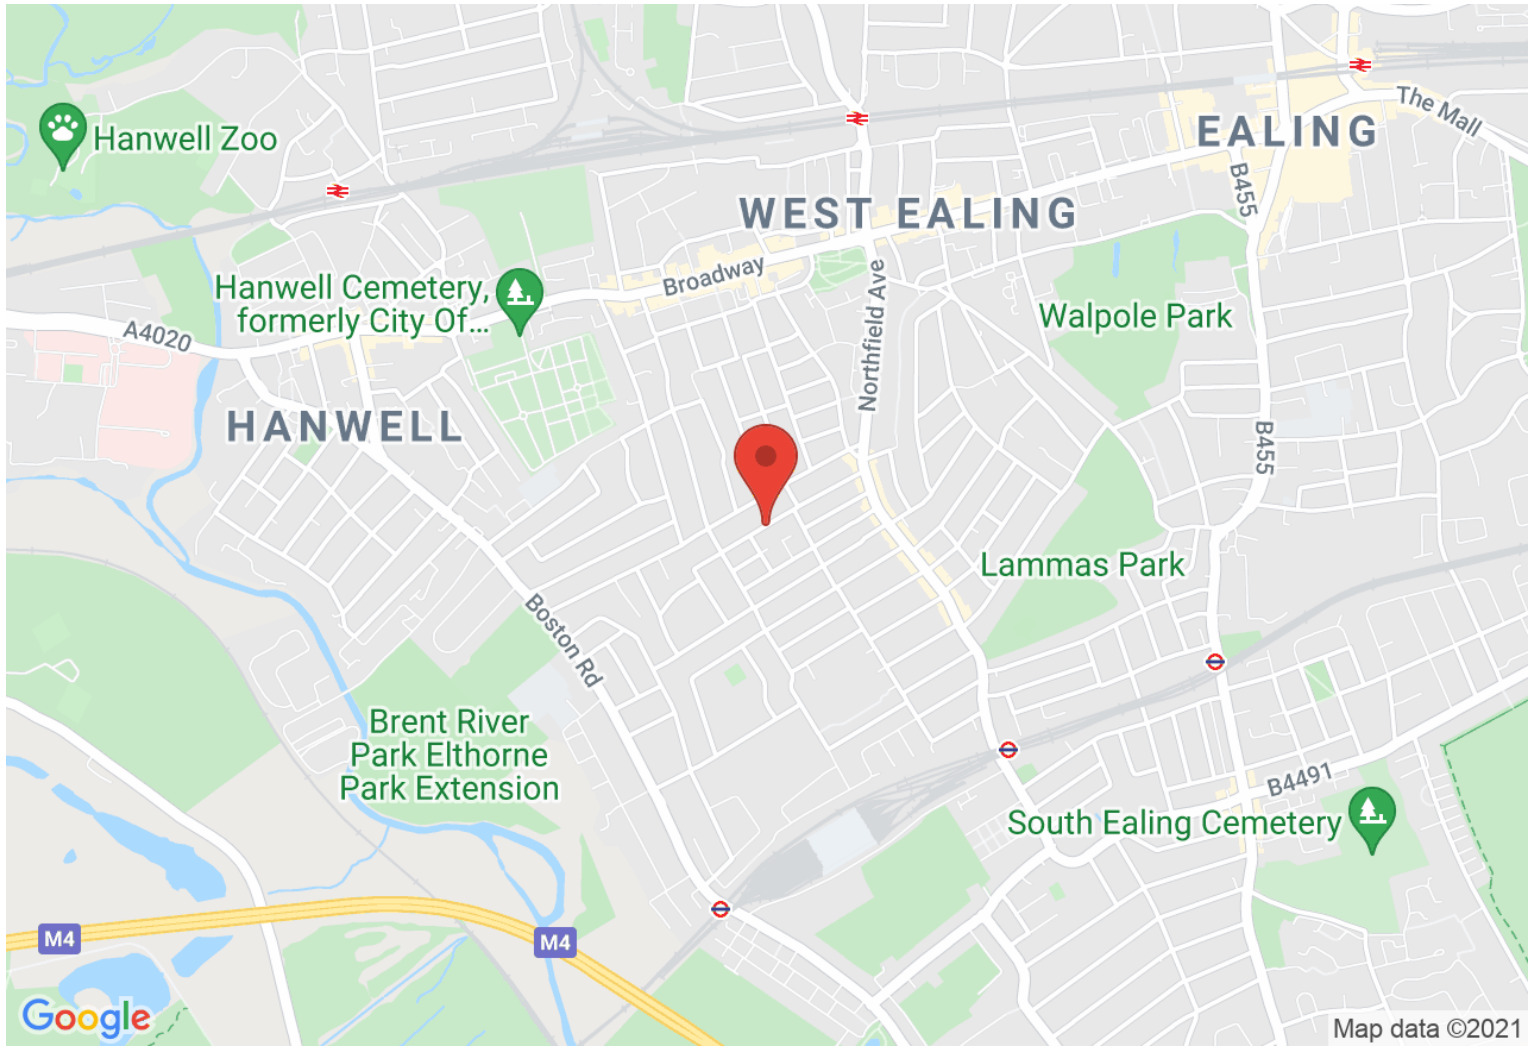 The Mall
EALING
Hanwell Zoo
B455
WEST EALING
Broadway
Hanwell Cemetery,
formerly City Of...
Northfield Ave
Walpole Park
A4020
HANWELL
B455
Lammas Park
Boston Rd
Brent River
Park Elthorne
Park Extension
B4491
South Ealing Cemetery
M4
M4
Google
Map data ©2021